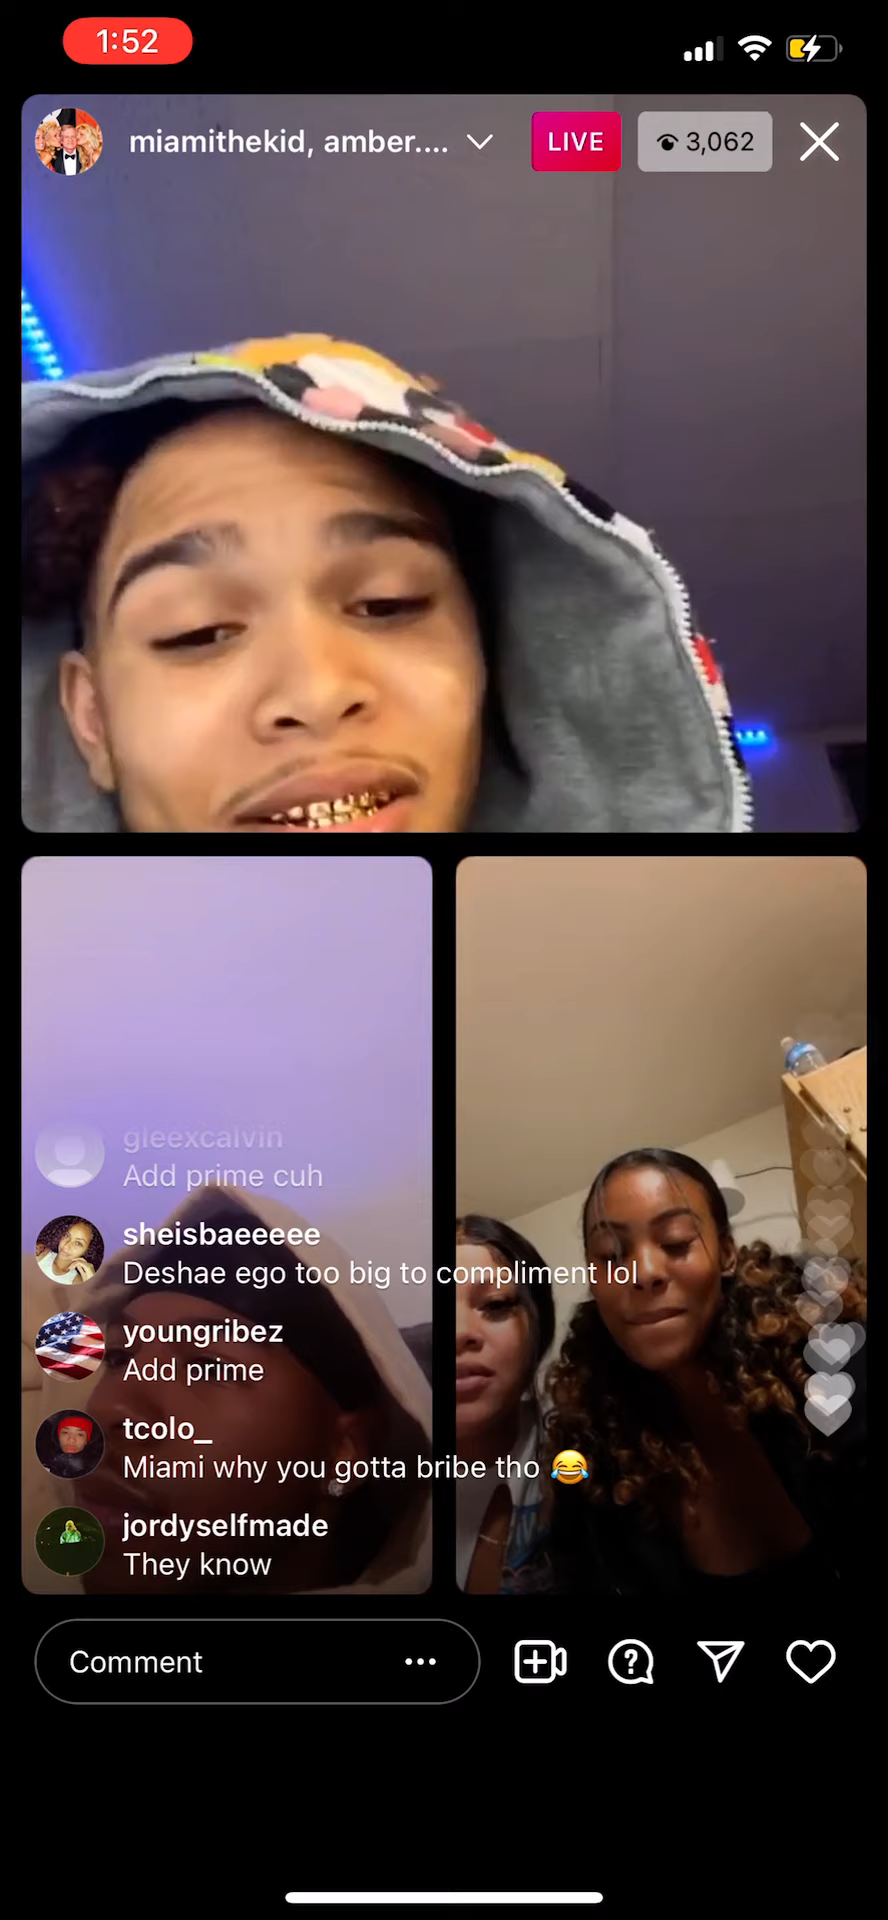 1:52
miamithekid, amber....
LIVE
3,062
gleexcalvin
Add prime cuh
sheisbaeeeee
Deshae ego too big to compliment lol
youngribez
Add prime
tcolo_
Miami why you gotta bribe tho 😂
jordyselfmade
They know
Comment